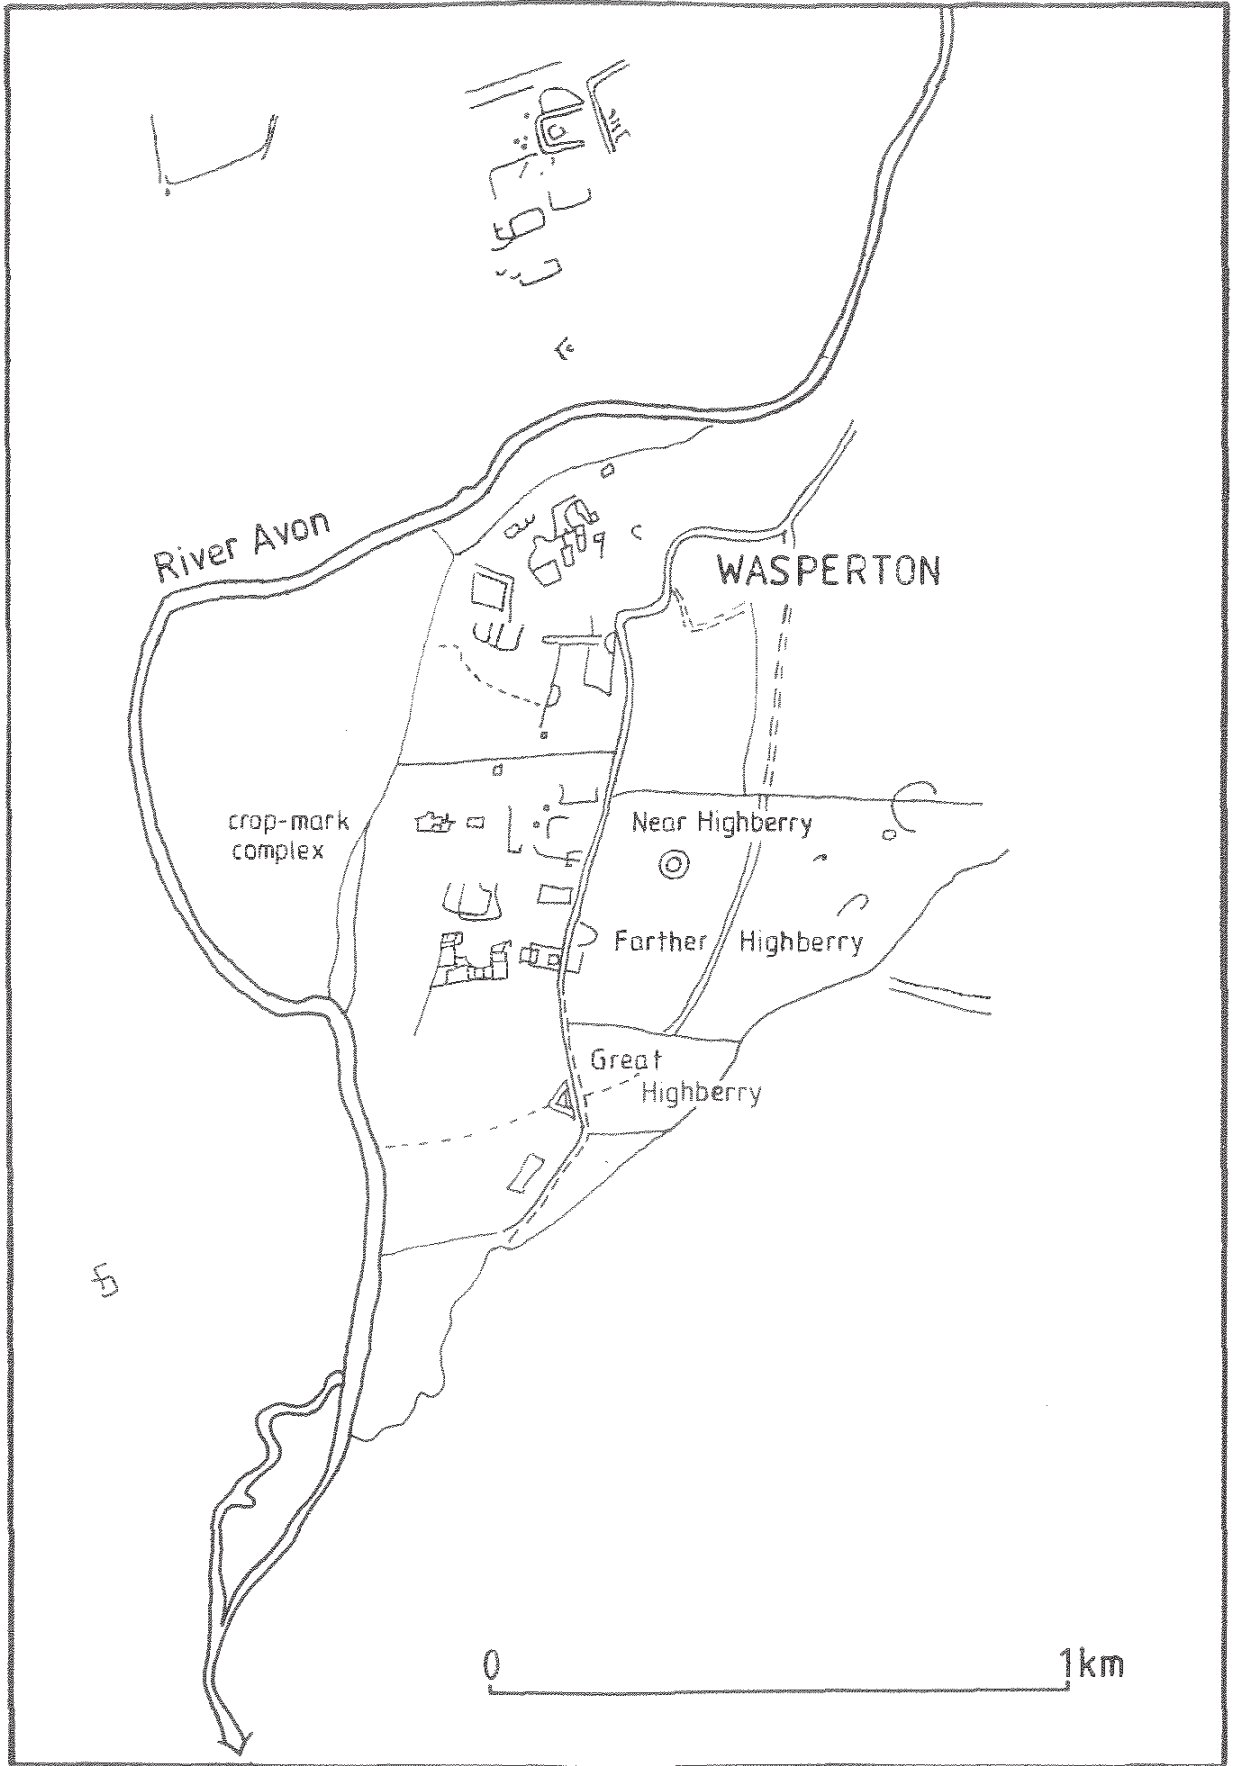 River Avon
WASPERTON
crop-mark
complex
Near Highberry
Farther Highberry
Great
Highberry
0 1km